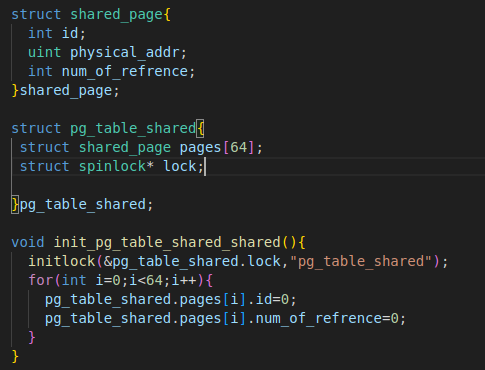 struct shared_page{
  int id;
  uint physical_addr;
  int num_of_refrence;
}shared_page;

struct pg_table_shared{
 struct shared_page pages[64];
 struct spinlock* lock;

}pg_table_shared;

void init_pg_table_shared_shared(){
  initlock(&pg_table_shared.lock,"pg_table_shared");
  for(int i=0;i<64;i++){
    pg_table_shared.pages[i].id=0;
    pg_table_shared.pages[i].num_of_refrence=0;
  }
}